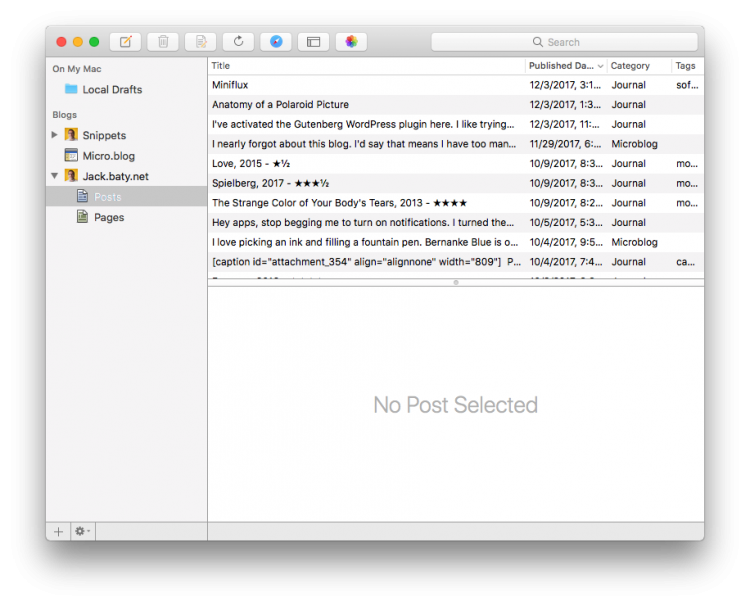 Search
On My Mac
Local Drafts
Blogs
Snippets
Micro.blog
Jack.baty.net
Posts
Pages
Title Published Da... Category Tags
Miniflux 12/3/2017, 3:1... Journal sof...
Anatomy of a Polaroid Picture 12/3/2017, 1:3... Journal
I've activated the Gutenberg WordPress plugin here. I like trying... 12/3/2017, 11:... Journal
I nearly forgot about this blog. I'd say that means I have too man... 11/29/2017, 6:... Microblog
Love, 2015 - ★½ 10/9/2017, 8:3... Journal mo...
Spielberg, 2017 - ★★★½ 10/9/2017, 8:3... Journal mo...
The Strange Color of Your Body's Tears, 2013 - ★★★★ 10/9/2017, 8:2... Journal mo...
Hey apps, stop begging me to turn on notifications. I turned the... 10/5/2017, 5:3... Journal
I love picking an ink and filling a fountain pen. Bernanke Blue is o... 10/4/2017, 9:5... Microblog
[caption id="attachment_354" align="alignnone" width="809"] P... 10/4/2017, 7:4... Journal ca...
No Post Selected